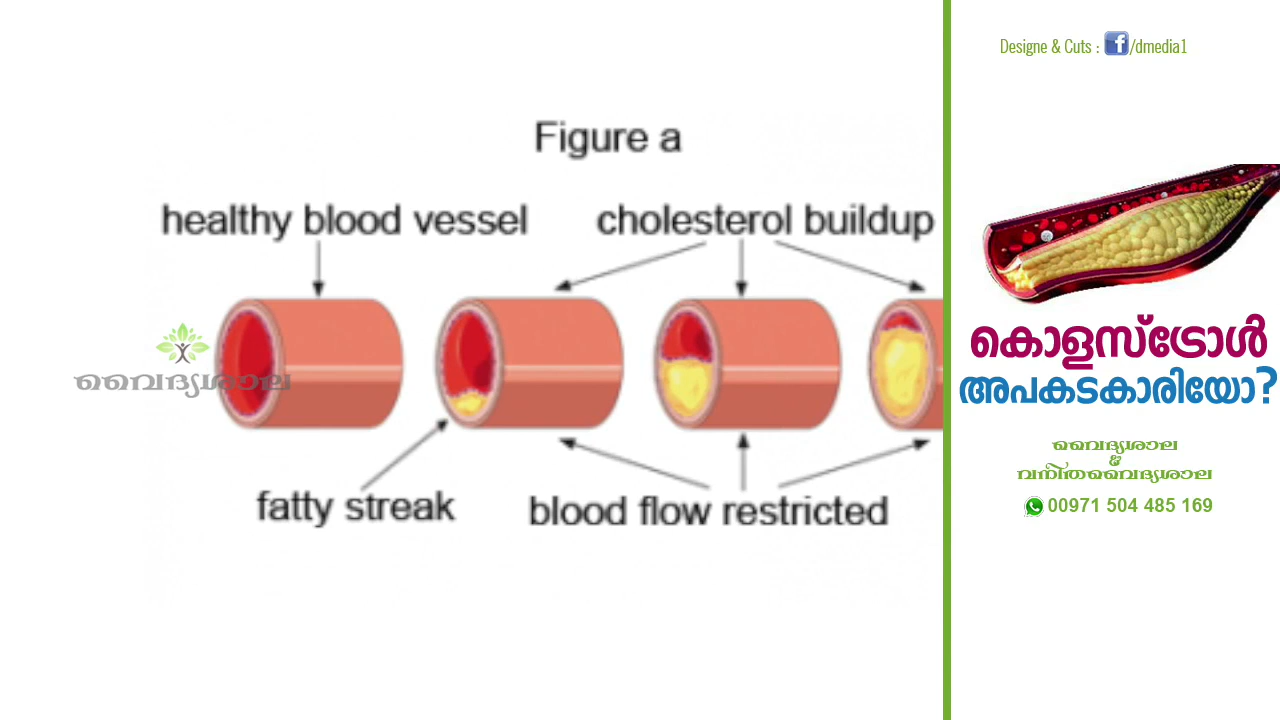 Figure a
healthy blood vessel
cholesterol buildup
fatty streak
blood flow restricted
വൈദ്യശാല
Designe & Cuts : f/dmedia1
കൊളസ്ട്രോൾ
അപകടകാരിയോ?
വൈദ്യശാല
&
വനിതവൈദ്യശാല
00971 504 485 169